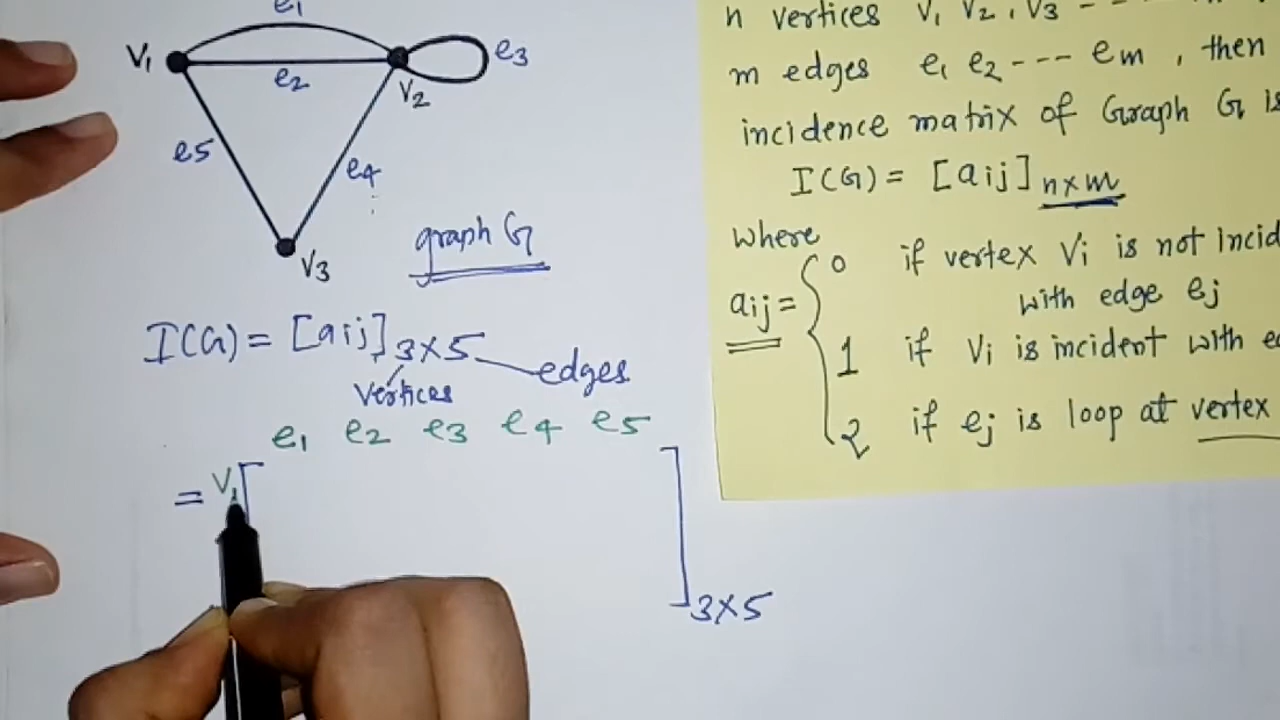 e1
V1
e2
e3
V2
e5
e4
V3
graph G
I(G) = [aij] 3×5
vertices
edges
e1 e2 e3 e4 e5
= V1
3×5
n vertices V1 V2, V3 ----
m edges e1 e2 --- em, then
incidence matrix of Graph G is
I(G) = [aij] n×m
where
aij =
0 if vertex Vi is not incid
with edge ej
1 if Vi is incident with e
2 if ej is loop at vertex